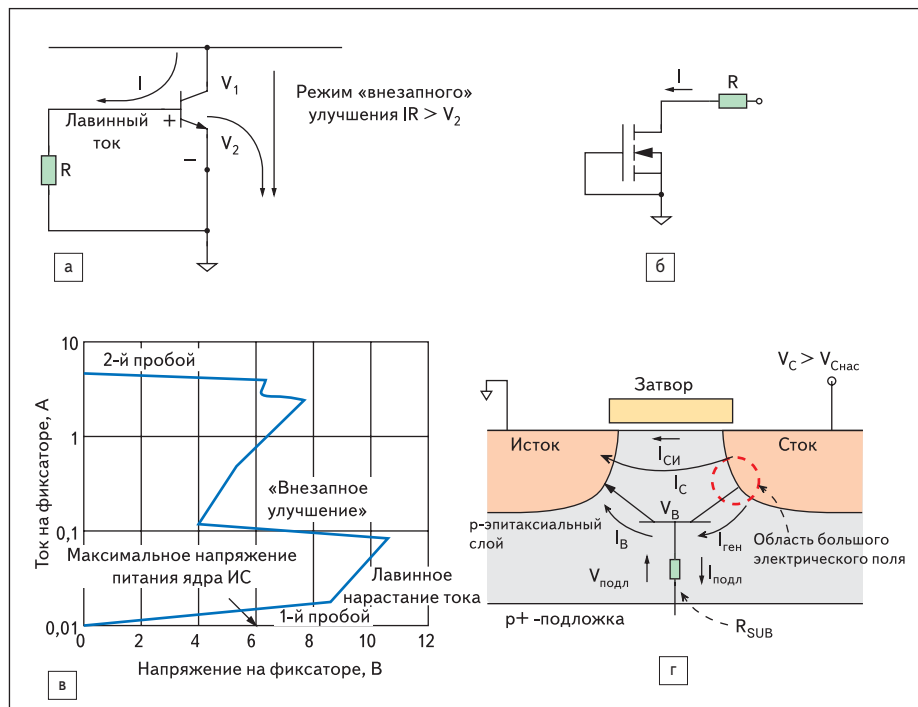 I
V1
Лавинный
ток
+
V2
–
R
Режим «внезапного»
улучшения IR > V2
а
I
R
б
10
1
0,1
0,01
Ток на фиксаторе, А
2-й пробой
«Внезапное
улучшение»
Максимальное напряжение
питания ядра ИС
Лавинное
нарастание тока
1-й пробой
0
2
4
6
8
10
12
Напряжение на фиксаторе, В
в
VC > VCнас
Затвор
Исток
Сток
IСИ
IC
VB
p-эпитаксиальный
слой
IB
Iген
Область большого
электрического поля
Vподл
Iподл
p+ -подложка
RSUB
г